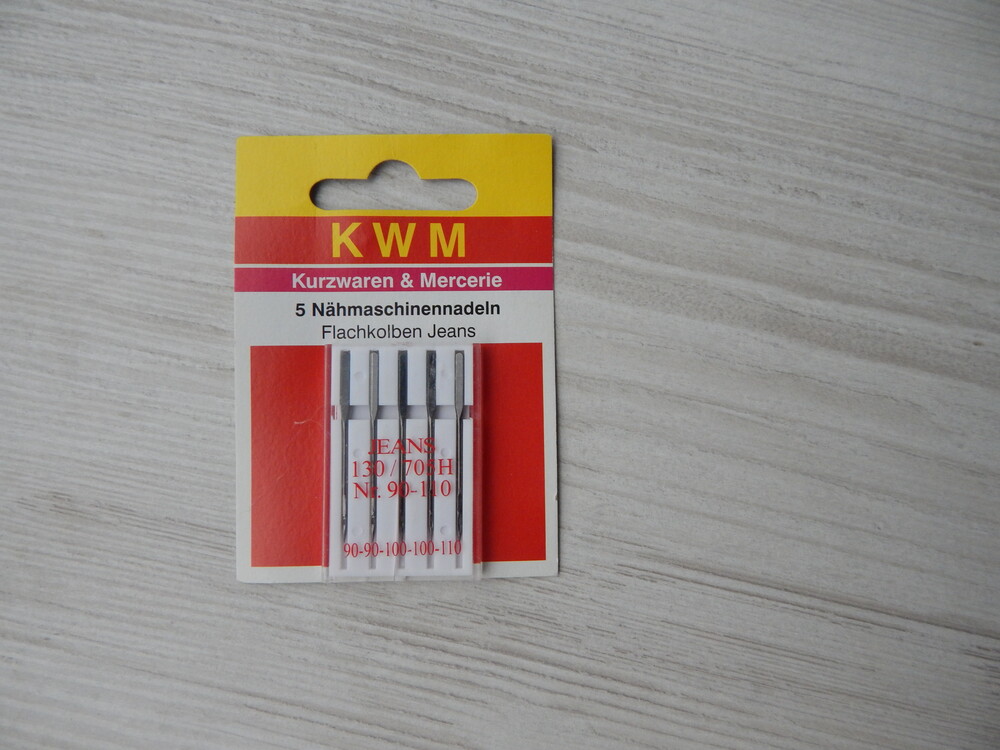 KWM
Kurzwaren & Mercerie
5 Nähmaschinennadeln
Flachkolben Jeans
JEANS
130 / 705H
Nr. 90-110
90-90-100-100-110